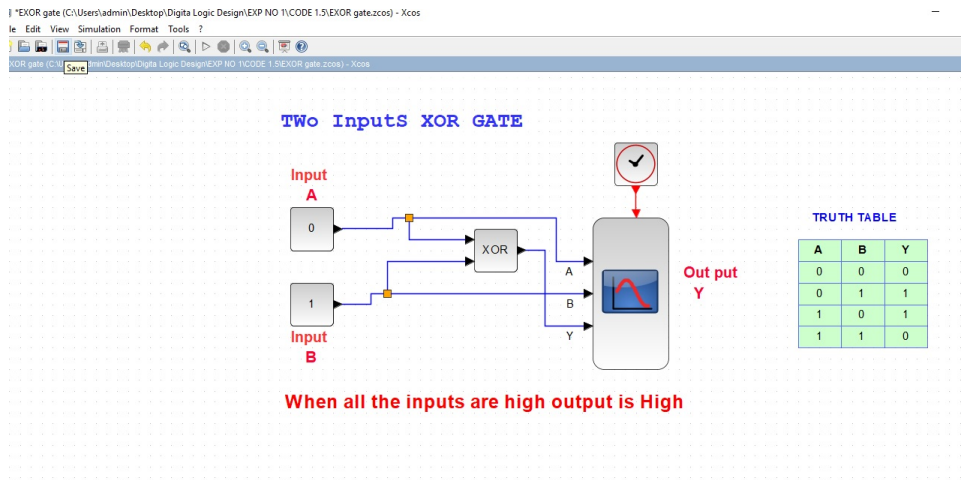 *EXOR gate (C:\Users\admin\Desktop\Digita Logic Design\EXP NO 1\CODE 1.5\EXOR gate.zcos) - Xcos
le Edit View Simulation Format Tools ?
XOR gate (C:\U Save dmin\Desktop\Digita Logic Design\EXP NO 1\CODE 1.5\EXOR gate.zcos) - Xcos
TWo InputS XOR GATE
Input
A
0
XOR
1
Input
B
A
B
Y
Out put
Y
TRUTH TABLE
A B Y
0 0 0
0 1 1
1 0 1
1 1 0
When all the inputs are high output is High